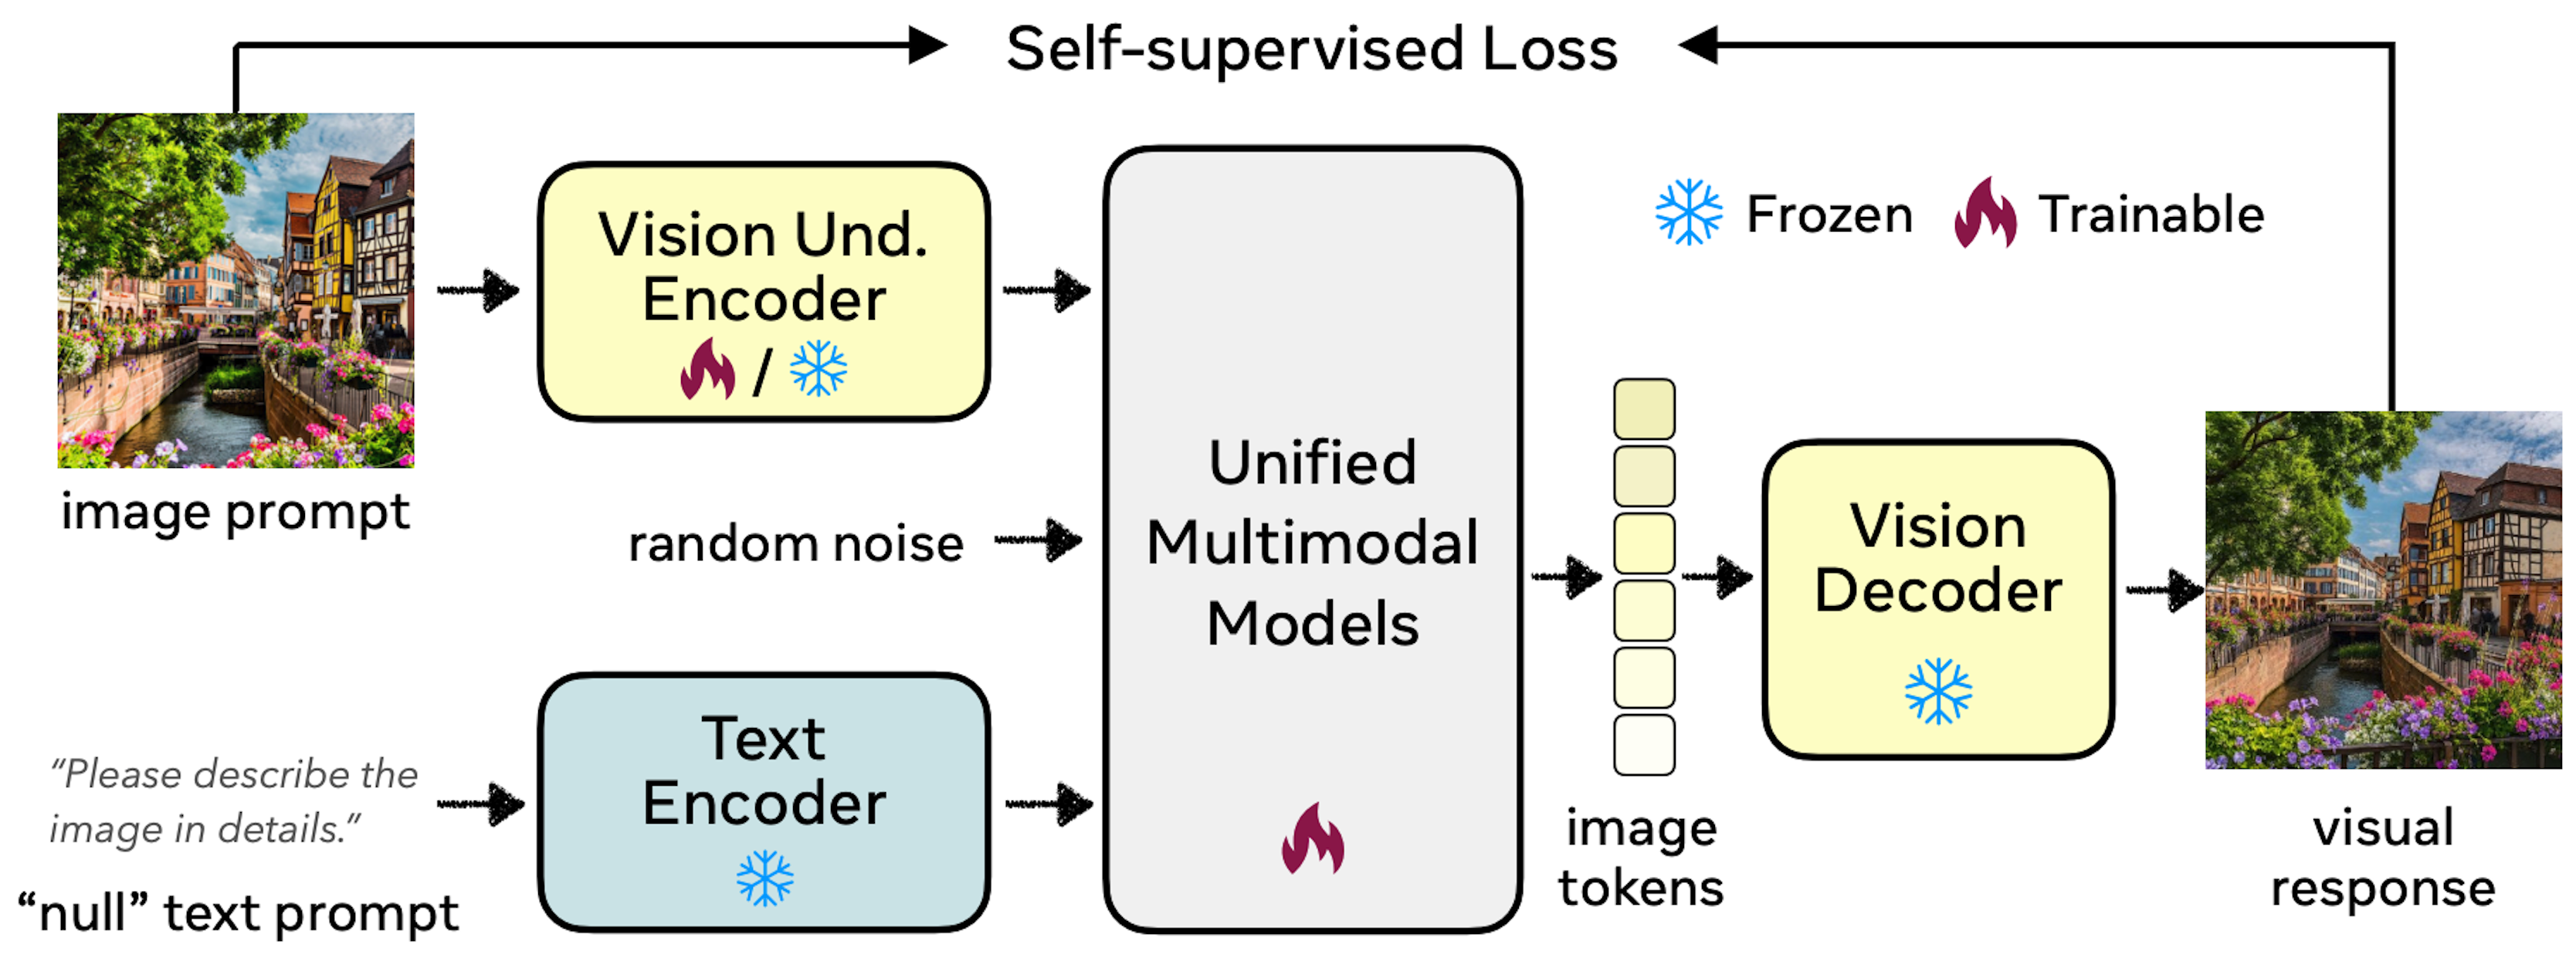 Self-supervised Loss
image prompt
Vision Und.
Encoder
/
random noise
"Please describe the
image in details."
"null" text prompt
Text
Encoder
Unified
Multimodal
Models
Frozen
Trainable
image
tokens
Vision
Decoder
visual
response